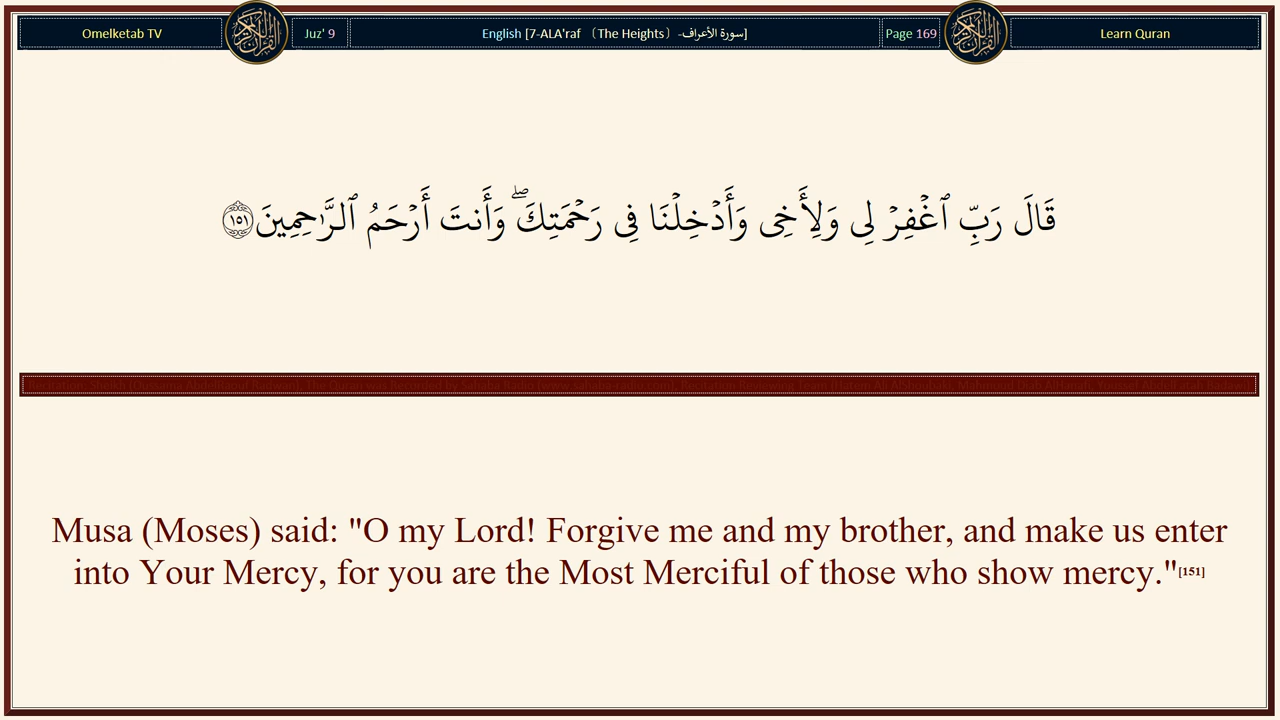 Omelketab TV
Juz' 9
English [7-ALA'raf （The Heights）-سورة الأعراف]
Page 169
Learn Quran
قَالَ رَبِّ ٱغْفِرْ لِى وَلِأَخِى وَأَدْخِلْنَا فِى رَحْمَتِكَ ۖ وَأَنتَ أَرْحَمُ ٱلرَّٰحِمِينَ ١٥١
Musa (Moses) said: "O my Lord! Forgive me and my brother, and make us enter
into Your Mercy, for you are the Most Merciful of those who show mercy."[151]